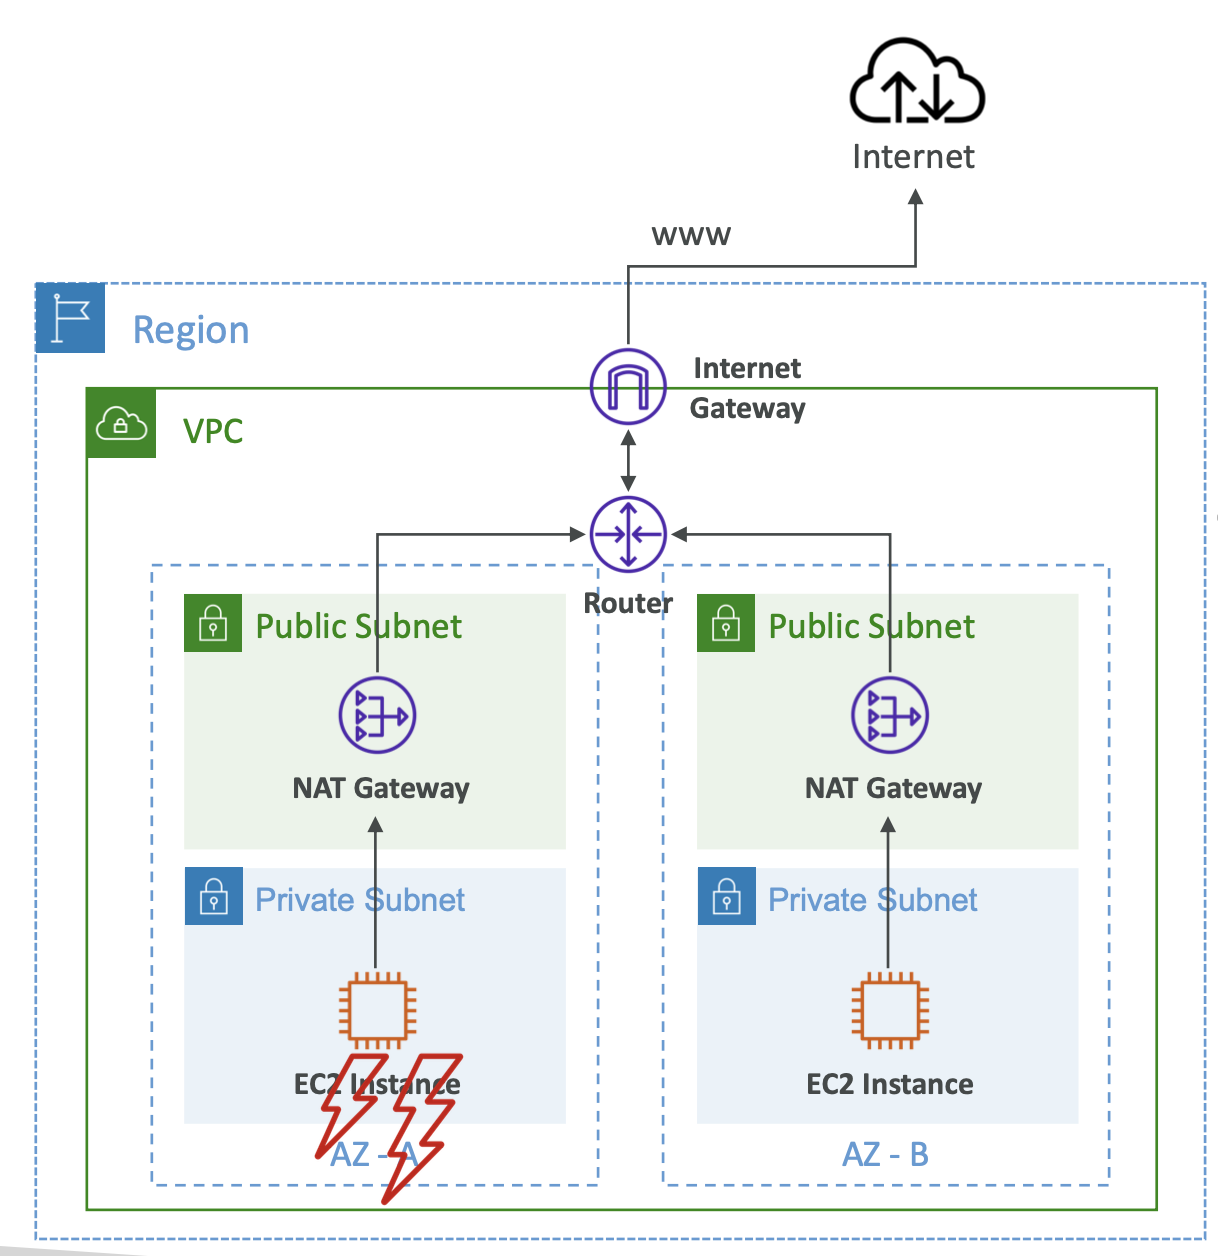 Internet
www
Region
Internet
Gateway
VPC
Router
Public Subnet
Public Subnet
NAT Gateway
NAT Gateway
Private Subnet
Private Subnet
EC2 Instance
EC2 Instance
AZ - A
AZ - B